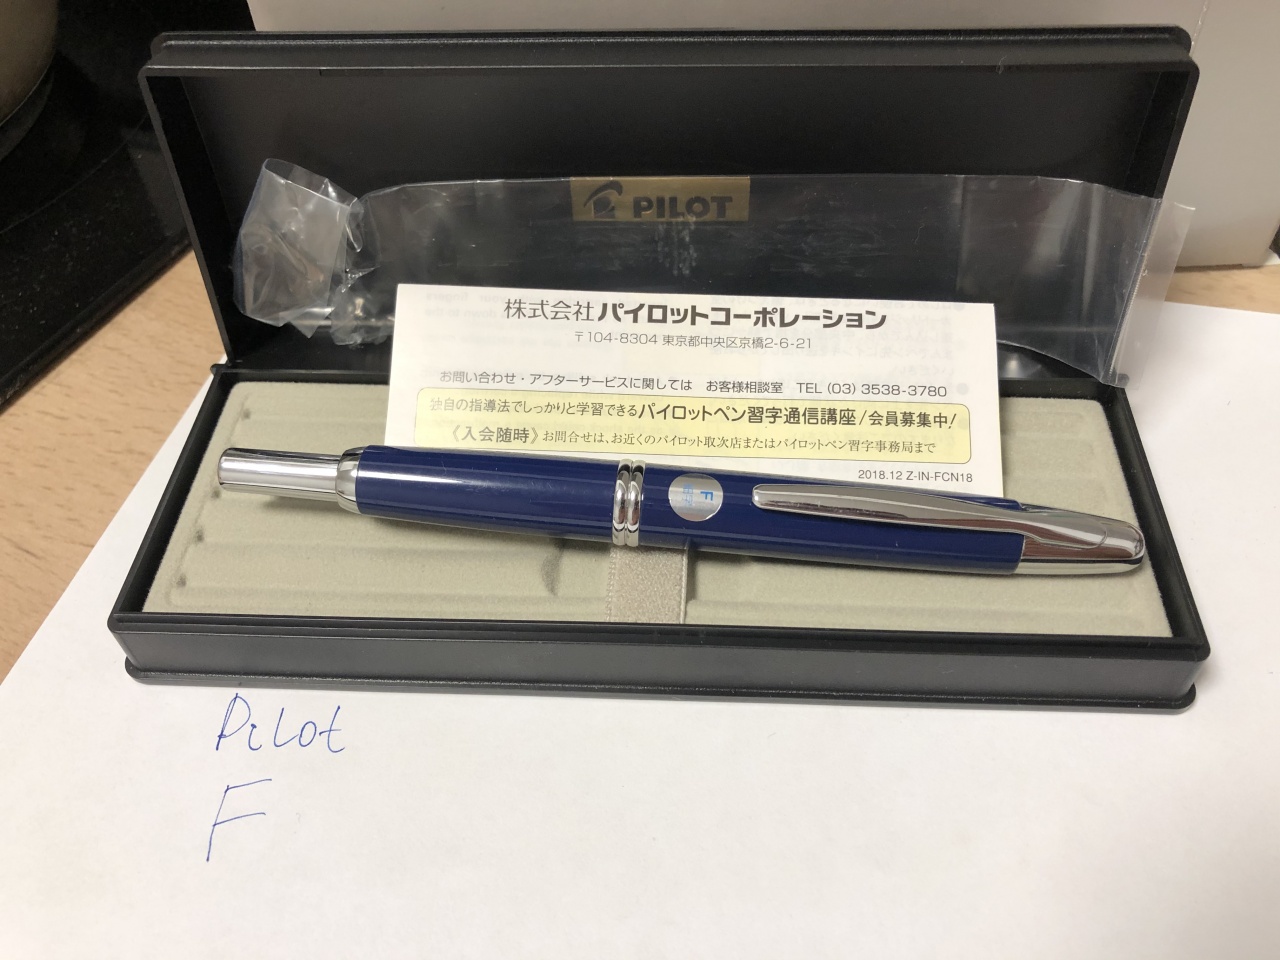 PILOT
株式会社パイロットコーポレーション
〒104-8304 東京都中央区京橋2-6-21
お問い合わせ・アフターサービスに関しては お客様相談室 TEL (03) 3538-3780
独自の指導法でしっかりと学習できるパイロットペン習字通信講座/会員募集中!
《入会随時》お問合せは、お近くのパイロット取次店またはパイロットペン習字事務局まで
2018.12 Z-IN-FCN18
F
Pilot
F